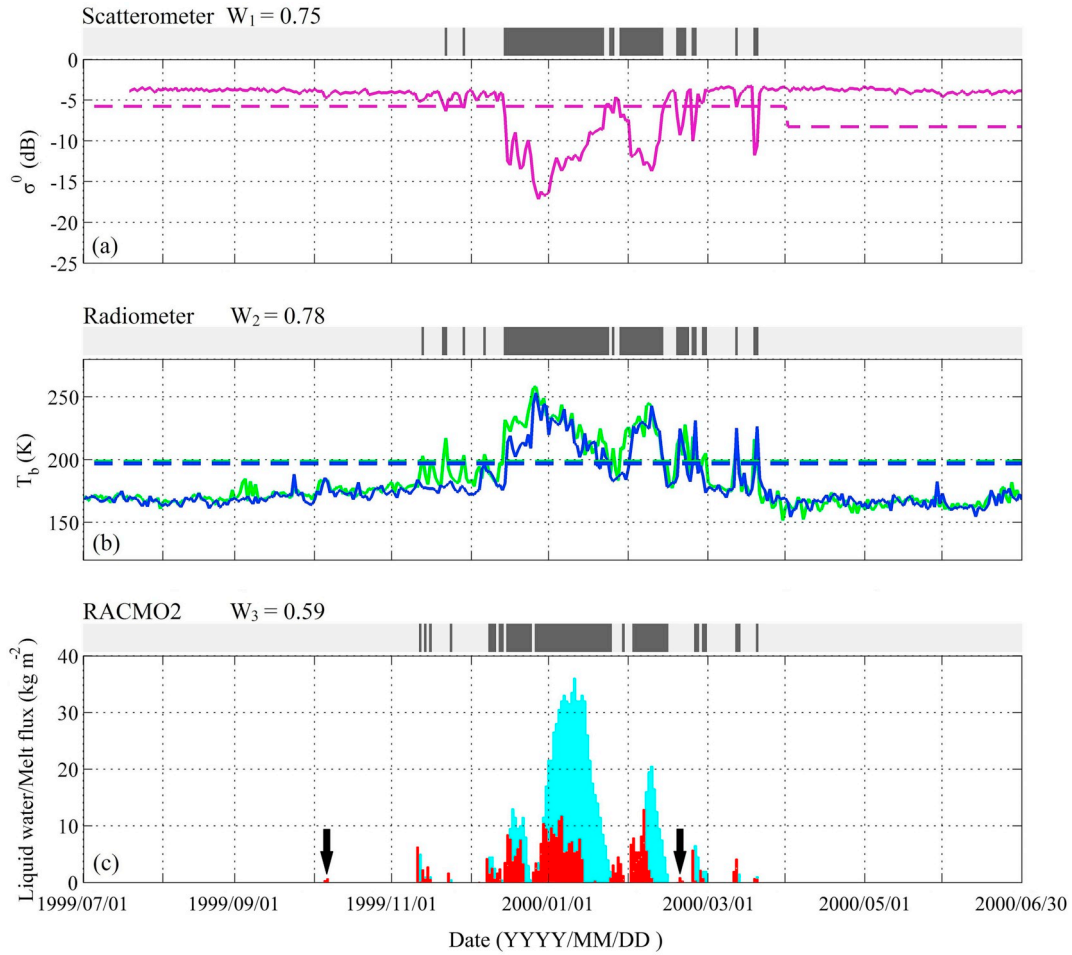 Scatterometer W₁ = 0.75
0
-5
-10
-15
-20
-25
σ⁰ (dB)
(a)
Radiometer W₂ = 0.78
250
200
150
T_b (K)
(b)
RACMO2 W₃ = 0.59
40
30
20
10
0
Liquid water/Melt flux (kg m⁻²)
(c)
1999/07/01 1999/09/01 1999/11/01 2000/01/01 2000/03/01 2000/05/01 2000/06/30
Date (YYYY/MM/DD )